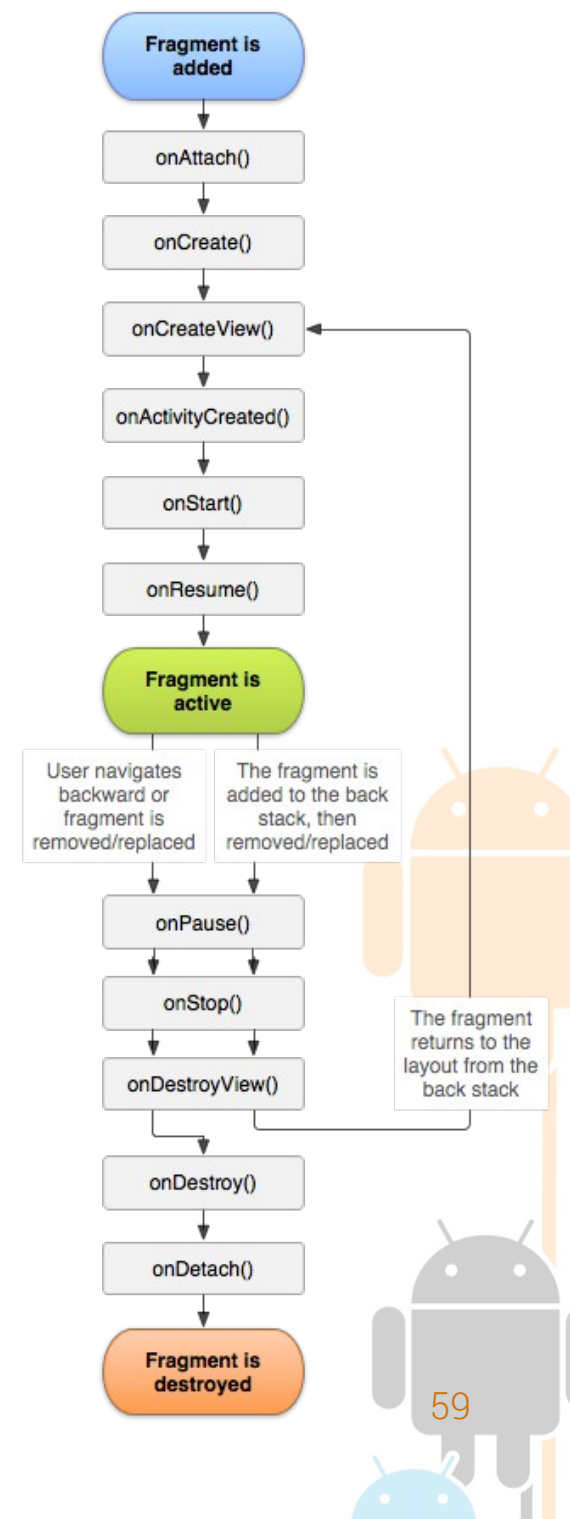 Fragment is
added
onAttach()
onCreate()
onCreateView()
onActivityCreated()
onStart()
onResume()
Fragment is
active
User navigates
backward or
fragment is
removed/replaced
The fragment is
added to the back
stack, then
removed/replaced
onPause()
onStop()
The fragment
returns to the
layout from the
back stack
onDestroyView()
onDestroy()
onDetach()
Fragment is
destroyed
59